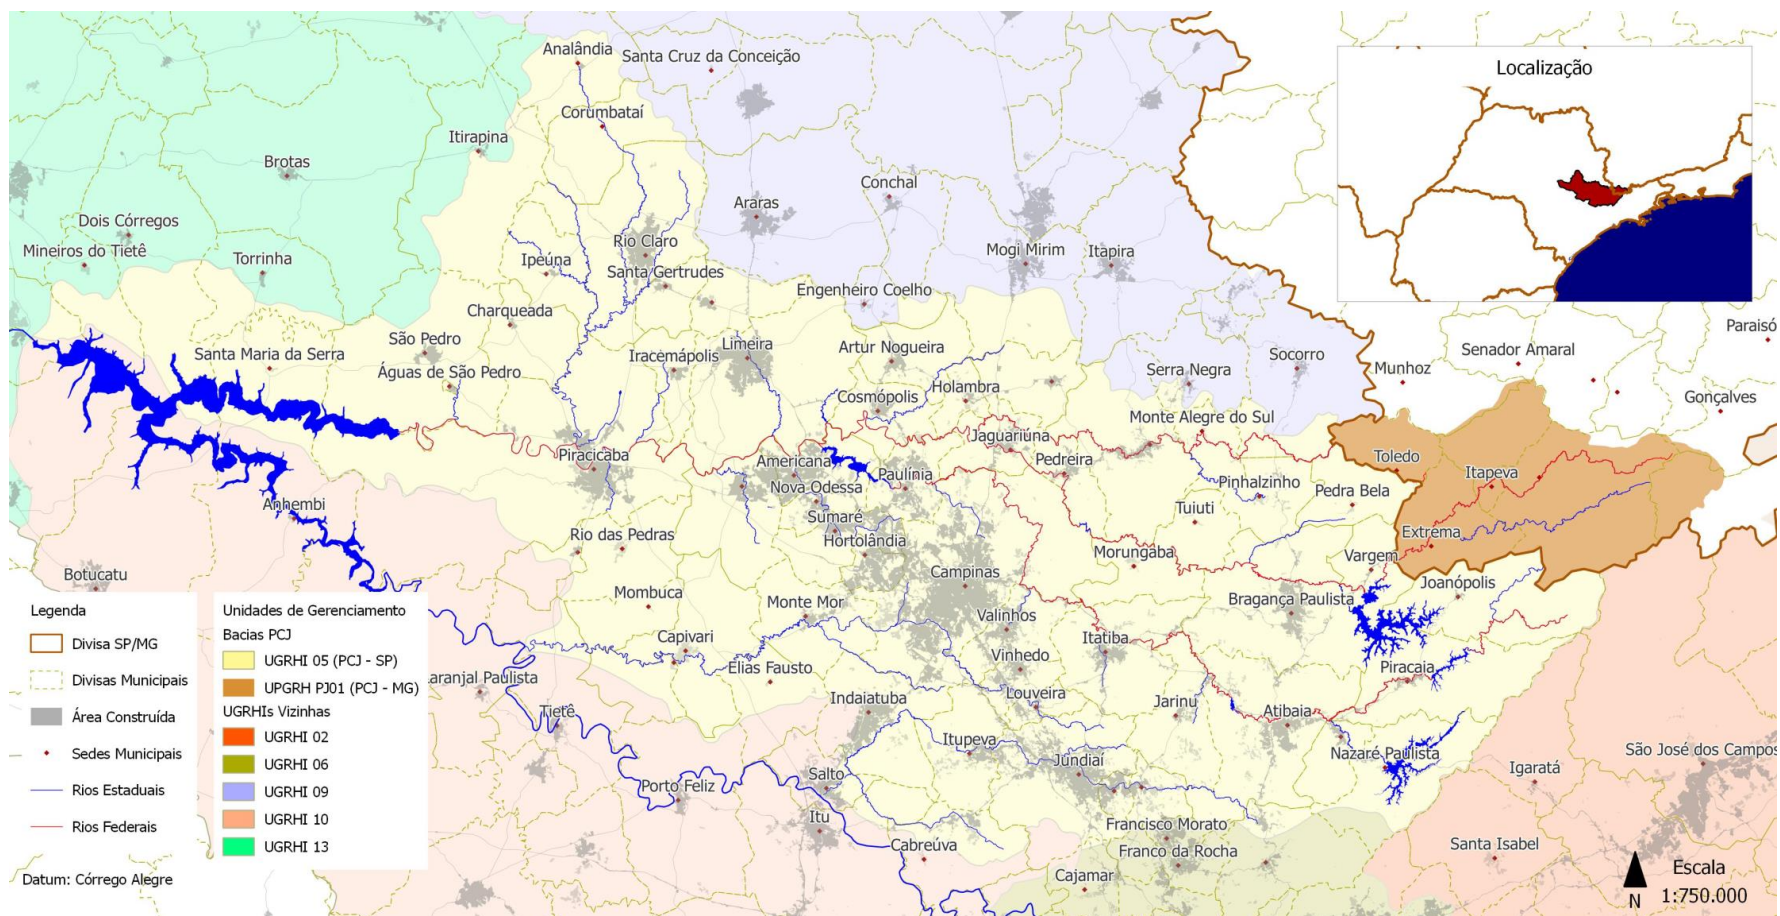 Analândia
Santa Cruz da Conceição
Localização
Corumbataí
Itirapina
Brotas
Conchal
Araras
Dois Córregos
Rio Claro
Mineiros do Tietê
Torrinha
Ipeúna
Mogi Mirim
Itapira
Santa Gertrudes
Engenheiro Coelho
Charqueada
Paraisó
São Pedro
Santa Maria da Serra
Iracemápolis
Limeira
Artur Nogueira
Socorro
Senador Amaral
Munhoz
Águas de São Pedro
Serra Negra
Holambra
Cosmópolis
Gonçalves
Monte Alegre do Sul
Jaguariúna
Piracicaba
Americana
Pedreira
Toledo
Paulínia
Itapeva
Nova Odessa
Pinhalzinho
Pedra Bela
Anhembi
Tuiuti
Sumaré
Rio das Pedras
Hortolândia
Extrema
Morungaba
Vargem
Botucatu
Campinas
Joanópolis
Mombuca
Monte Mor
Valinhos
Bragança Paulista
Capivari
Itatiba
Vinhedo
Elias Fausto
Piracaia
aranjal Paulista
Indaiatuba
Louveira
Jarinu
Tietê
Atibaia
Itupeva
Nazaré Paulista
São José dos Campos
Jundiaí
Salto
Porto Feliz
Igaratá
Itu
Francisco Morato
Cabreúva
Franco da Rocha
Santa Isabel
Cajamar
Legenda
Divisa SP/MG
Divisas Municipais
Área Construída
Sedes Municipais
Rios Estaduais
Rios Federais
Unidades de Gerenciamento
Bacias PCJ
UGRHI 05 (PCJ - SP)
UPGRH PJ01 (PCJ - MG)
UGRHIs Vizinhas
UGRHI 02
UGRHI 06
UGRHI 09
UGRHI 10
UGRHI 13
Datum: Córrego Alegre
N
Escala
1:750.000